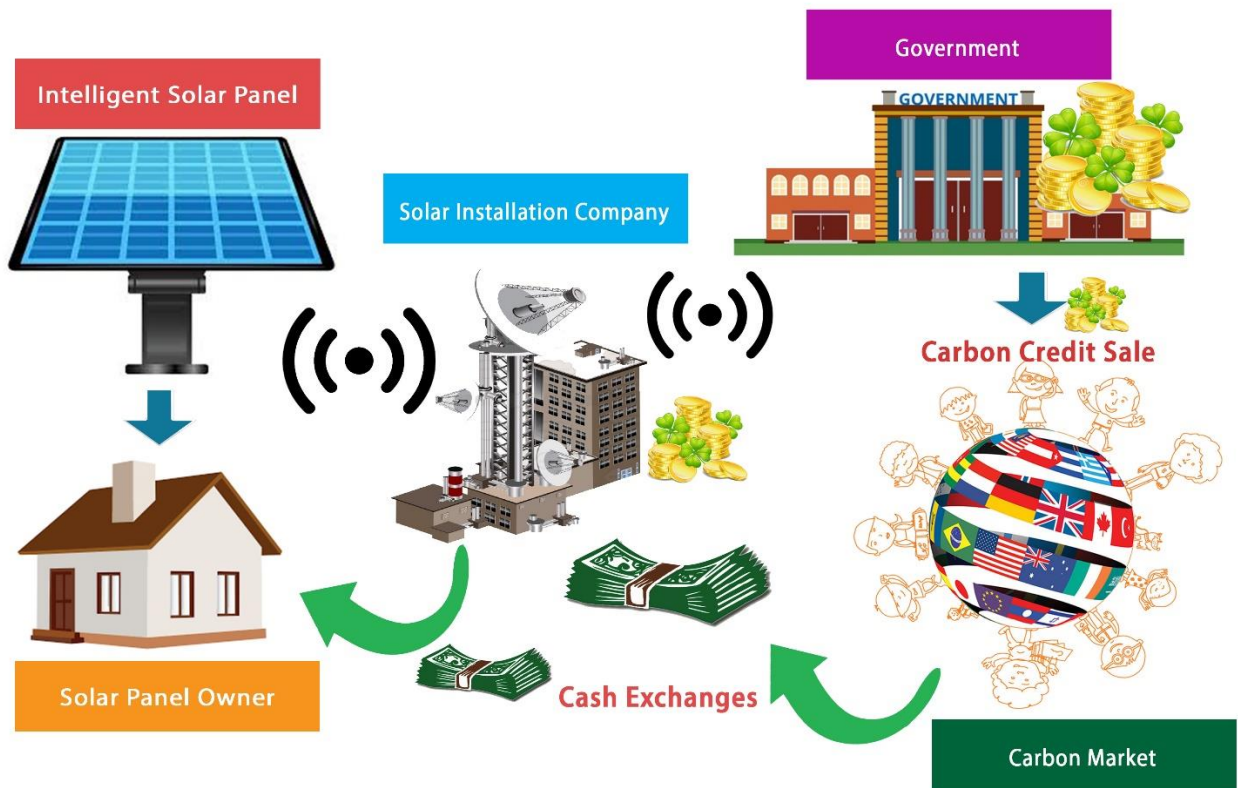 Government
Intelligent Solar Panel
GOVERNMENT
Solar Installation Company
Carbon Credit Sale
Solar Panel Owner
Cash Exchanges
Carbon Market